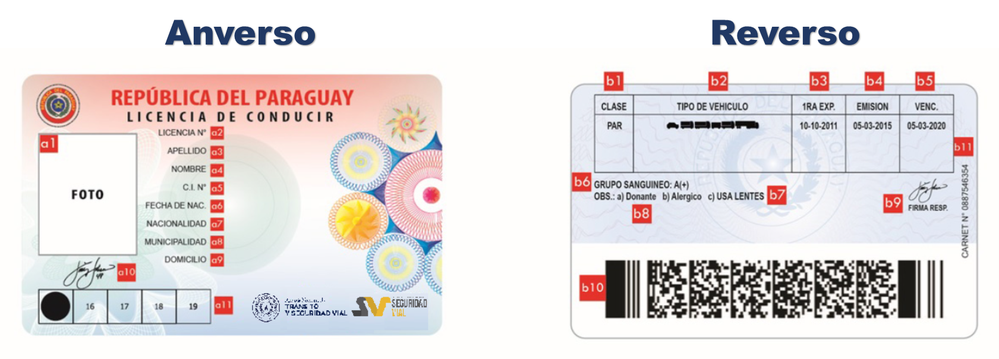 Anverso
REPÚBLICA DEL PARAGUAY
LICENCIA DE CONDUCIR
a1
FOTO
LICENCIA N° a2
APELLIDO a3
NOMBRE a4
C.I. N° a5
FECHA DE NAC. a6
NACIONALIDAD a7
MUNICIPALIDAD a8
DOMICILIO a9
a10
16 17 18 19 a11
TRÁNSITO
Y SEGURIDAD VIAL
SV SEGURIDAD
VIAL
Reverso
b1 b2 b3 b4 b5
CLASE TIPO DE VEHICULO 1RA EXP. EMISION VENC.
PAR 10-10-2011 05-03-2015 05-03-2020
b11
b6 GRUPO SANGUINEO: A(+)
OBS.: a) Donante b) Alergico c) USA LENTES b7
b8
b9 FIRMA RESP.
CARNET N° 0887546354
b10